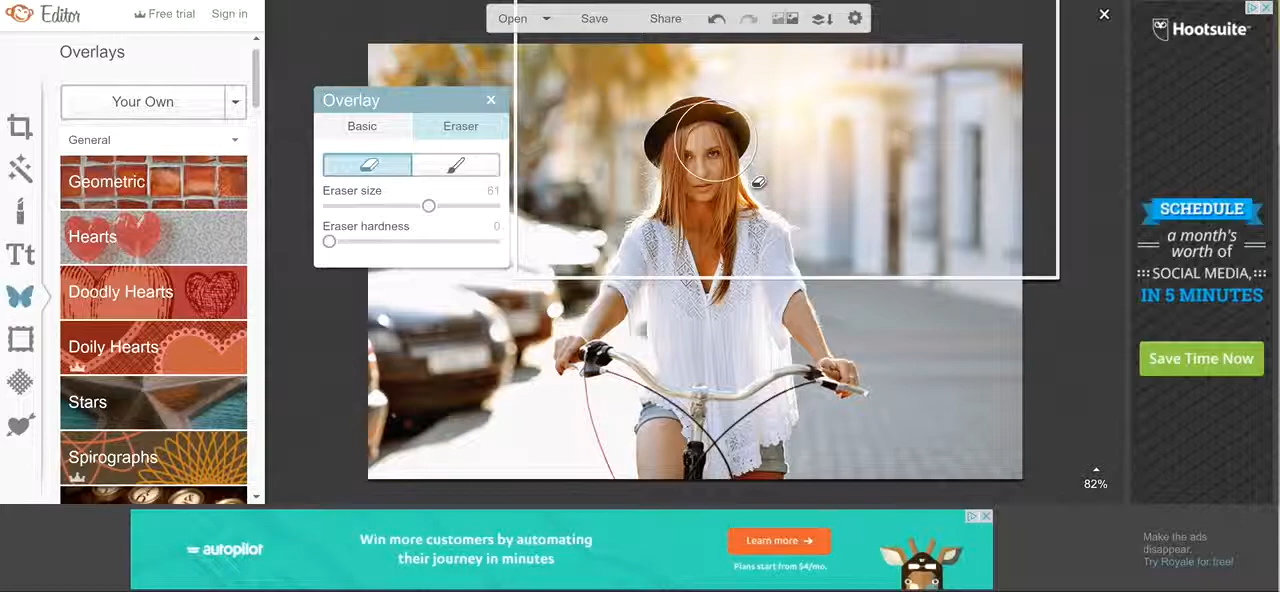 Editor
Free trial
Sign in
Open
Save
Share
Hootsuite
Overlays
Your Own
General
Geometric
Hearts
Doodly Hearts
Doily Hearts
Stars
Spirographs
Overlay
Basic
Eraser
Eraser size
61
Eraser hardness
0
82%
SCHEDULE
a month's
worth of
SOCIAL MEDIA,
IN 5 MINUTES
Save Time Now
autopilot
Win more customers by automating
their journey in minutes
Learn more
Plans start from $4/mo.
Make the ads
disappear.
Try Royale for free!